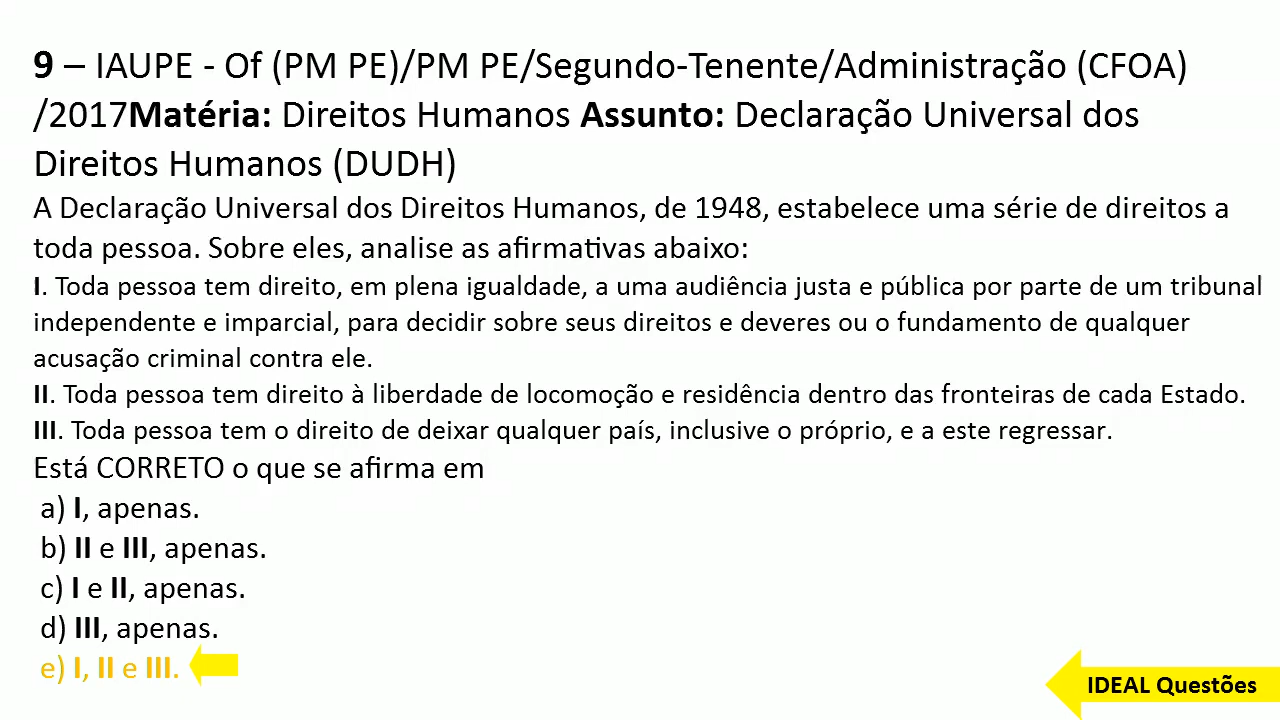 9 – IAUPE - Of (PM PE)/PM PE/Segundo-Tenente/Administração (CFOA)
/2017Matéria: Direitos Humanos Assunto: Declaração Universal dos
Direitos Humanos (DUDH)
A Declaração Universal dos Direitos Humanos, de 1948, estabelece uma série de direitos a
toda pessoa. Sobre eles, analise as afirmativas abaixo:
I. Toda pessoa tem direito, em plena igualdade, a uma audiência justa e pública por parte de um tribunal
independente e imparcial, para decidir sobre seus direitos e deveres ou o fundamento de qualquer
acusação criminal contra ele.
II. Toda pessoa tem direito à liberdade de locomoção e residência dentro das fronteiras de cada Estado.
III. Toda pessoa tem o direito de deixar qualquer país, inclusive o próprio, e a este regressar.
Está CORRETO o que se afirma em
a) I, apenas.
b) II e III, apenas.
c) I e II, apenas.
d) III, apenas.
e) I, II e III.
IDEAL Questões